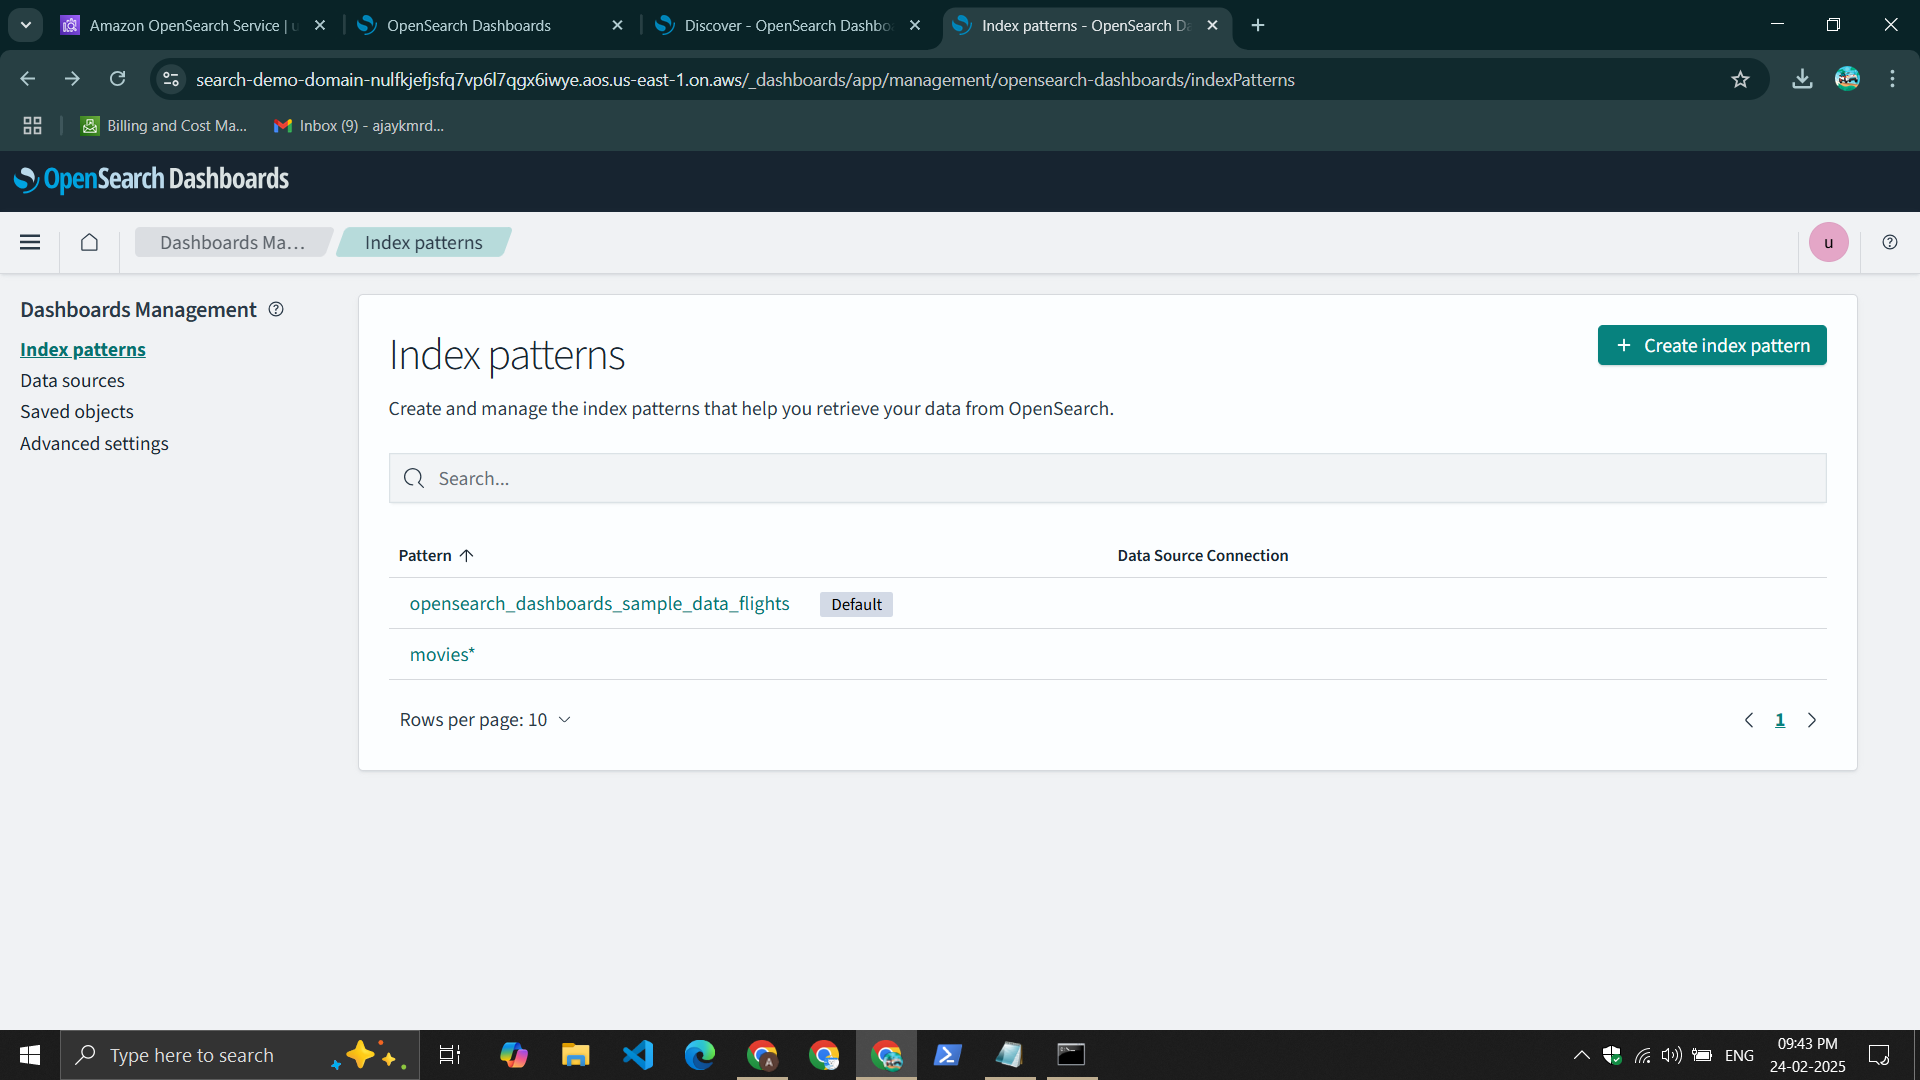 Amazon OpenSearch Service | u
OpenSearch Dashboards
Discover - OpenSearch Dashbo
Index patterns - OpenSearch Da
search-demo-domain-nulfkjefjsfq7vp6l7qgx6iwye.aos.us-east-1.on.aws/_dashboards/app/management/opensearch-dashboards/indexPatterns
Billing and Cost Ma...
Inbox (9) - ajaykmrd...
OpenSearch Dashboards
Dashboards Ma...
Index patterns
u
Dashboards Management
Index patterns
Data sources
Saved objects
Advanced settings
Index patterns
Create index pattern
Create and manage the index patterns that help you retrieve your data from OpenSearch.
Search...
Pattern
Data Source Connection
opensearch_dashboards_sample_data_flights
Default
movies*
Rows per page: 10
1
Type here to search
A
ENG
09:43 PM
24-02-2025